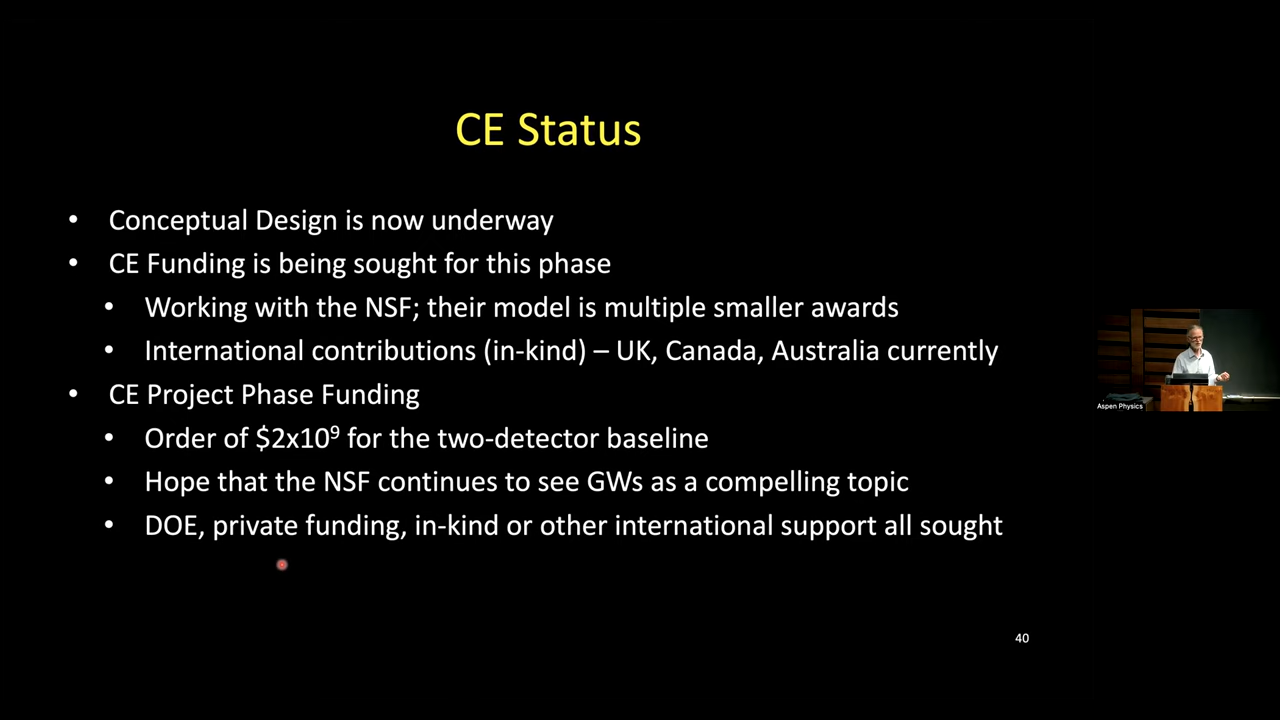 CE Status
• Conceptual Design is now underway
• CE Funding is being sought for this phase
• Working with the NSF; their model is multiple smaller awards
• International contributions (in-kind) – UK, Canada, Australia currently
• CE Project Phase Funding
• Order of $2x10⁹ for the two-detector baseline
• Hope that the NSF continues to see GWs as a compelling topic
• DOE, private funding, in-kind or other international support all sought
Aspen Physics
40